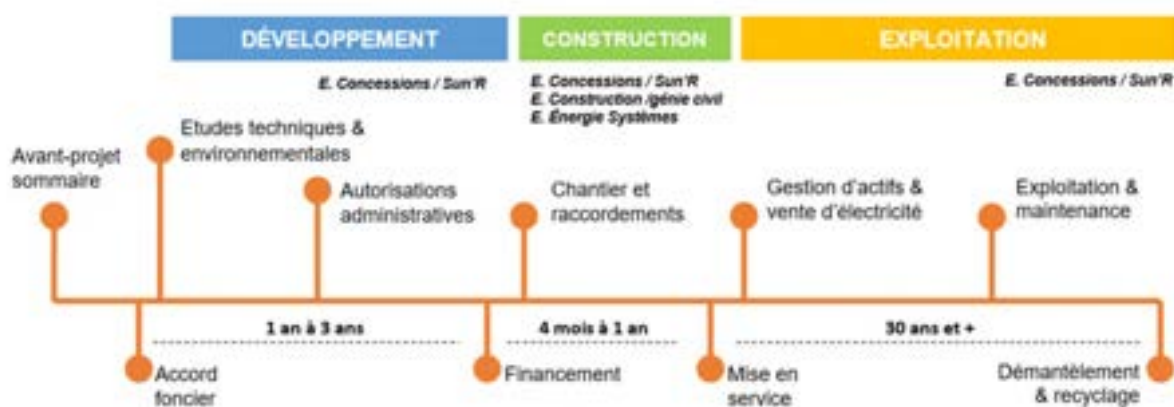 DÉVELOPPEMENT
CONSTRUCTION
EXPLOITATION
E. Concessions / Sun'R
E. Concessions / Sun'R
E. Construction /génie civil
E. Énergie Systèmes
E. Concessions / Sun'R
Avant-projet
sommaire
Etudes techniques &
environnementales
Autorisations
administratives
Chantier et
raccordements
Gestion d'actifs &
vente d'électricité
Exploitation &
maintenance
1 an à 3 ans
4 mois à 1 an
30 ans et +
Accord
foncier
Financement
Mise en
service
Démantèlement
& recyclage